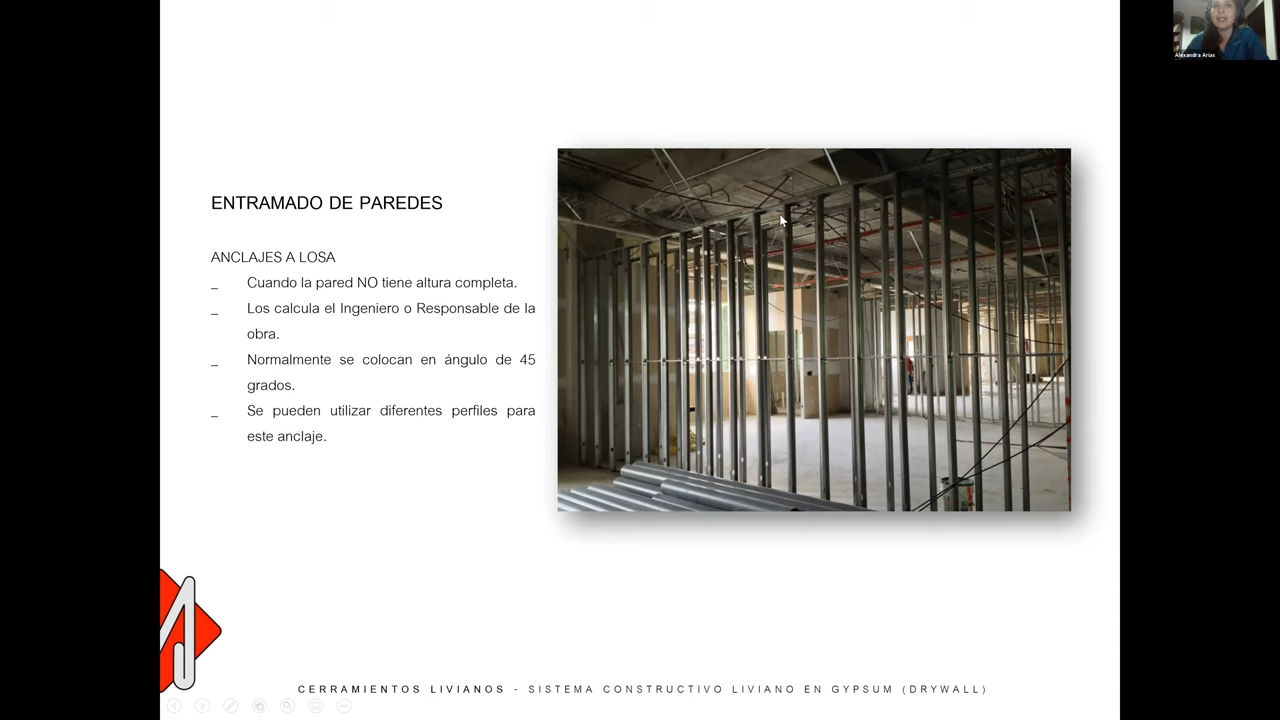 Alexandra Arias
ENTRAMADO DE PAREDES
ANCLAJES A LOSA
_ Cuando la pared NO tiene altura completa.
_ Los calcula el Ingeniero o Responsable de la
obra.
_ Normalmente se colocan en ángulo de 45
grados.
_ Se pueden utilizar diferentes perfiles para
este anclaje.
CERRAMIENTOS LIVIANOS - SISTEMA CONSTRUCTIVO LIVIANO EN GYPSUM (DRYWALL)